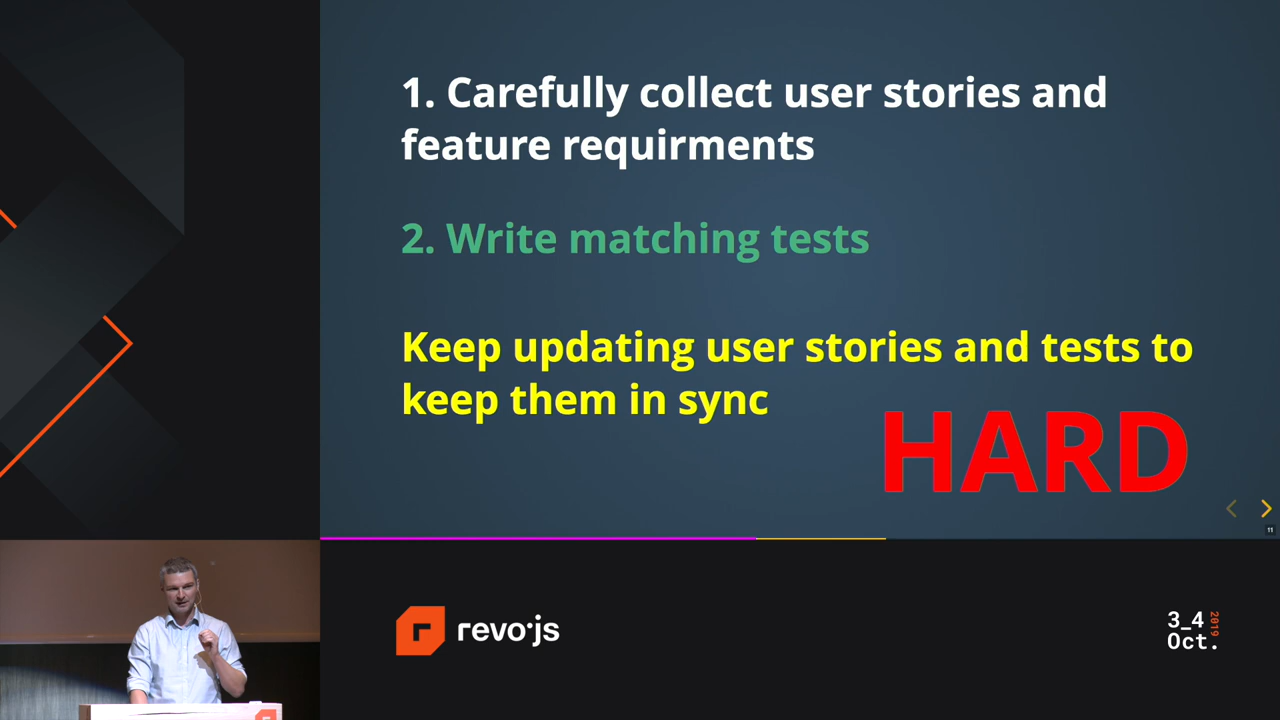 1. Carefully collect user stories and
feature requirments
2. Write matching tests
Keep updating user stories and tests to
keep them in sync
HARD
11
revo·js
3_4
Oct.
2019